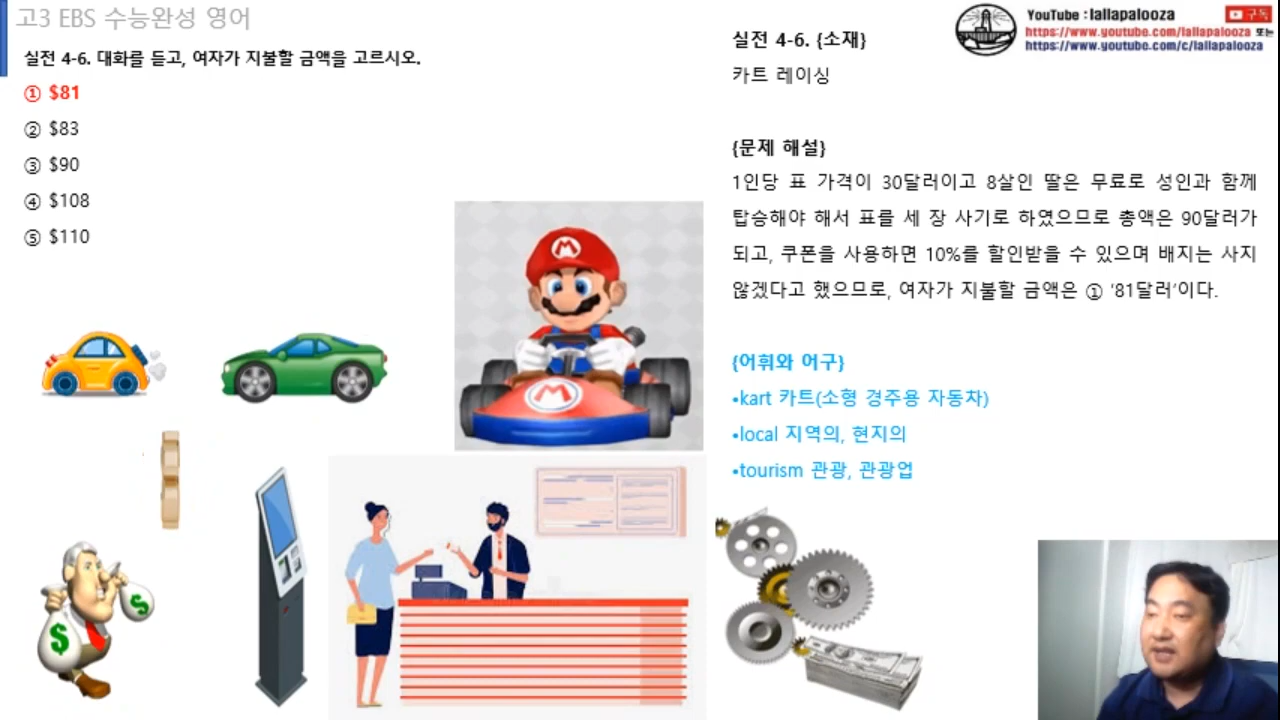 고3 EBS 수능완성 영어
실전 4-6. 대화를 듣고, 여자가 지불할 금액을 고르시오.
① $81
② $83
③ $90
④ $108
⑤ $110
YouTube : lallapalooza
구독
https://www.youtube.com/lallapalooza 또는
https://www.youtube.com/c/lallapalooza
실전 4-6. {소재}
카트 레이싱
{문제 해설}
1인당 표 가격이 30달러이고 8살인 딸은 무료로 성인과 함께
탑승해야 해서 표를 세 장 사기로 하였으므로 총액은 90달러가
되고, 쿠폰을 사용하면 10%를 할인받을 수 있으며 배지는 사지
않겠다고 했으므로, 여자가 지불할 금액은 ① ‘81달러’이다.
{어휘와 어구}
•kart 카트(소형 경주용 자동차)
•local 지역의, 현지의
•tourism 관광, 관광업
M
M
$
$